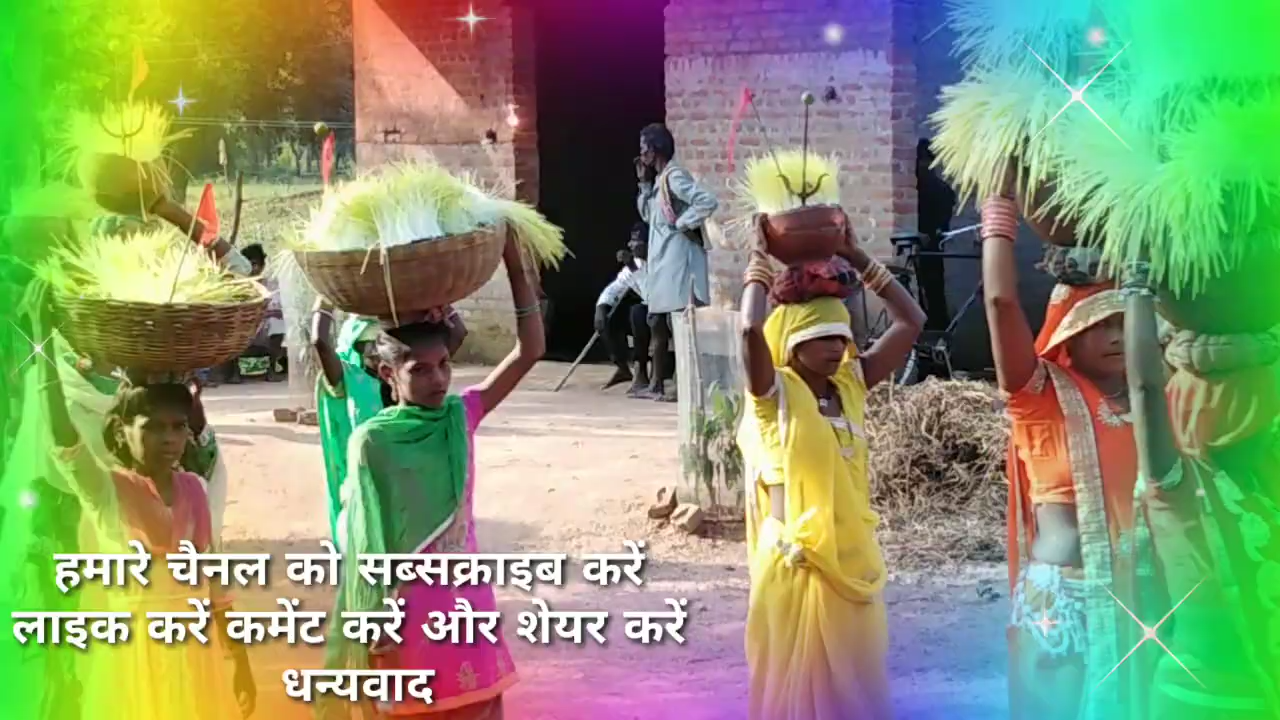 हमारे चैनल को सब्सक्राइब करें
लाइक करें कमेंट करें और शेयर करें
धन्यवाद